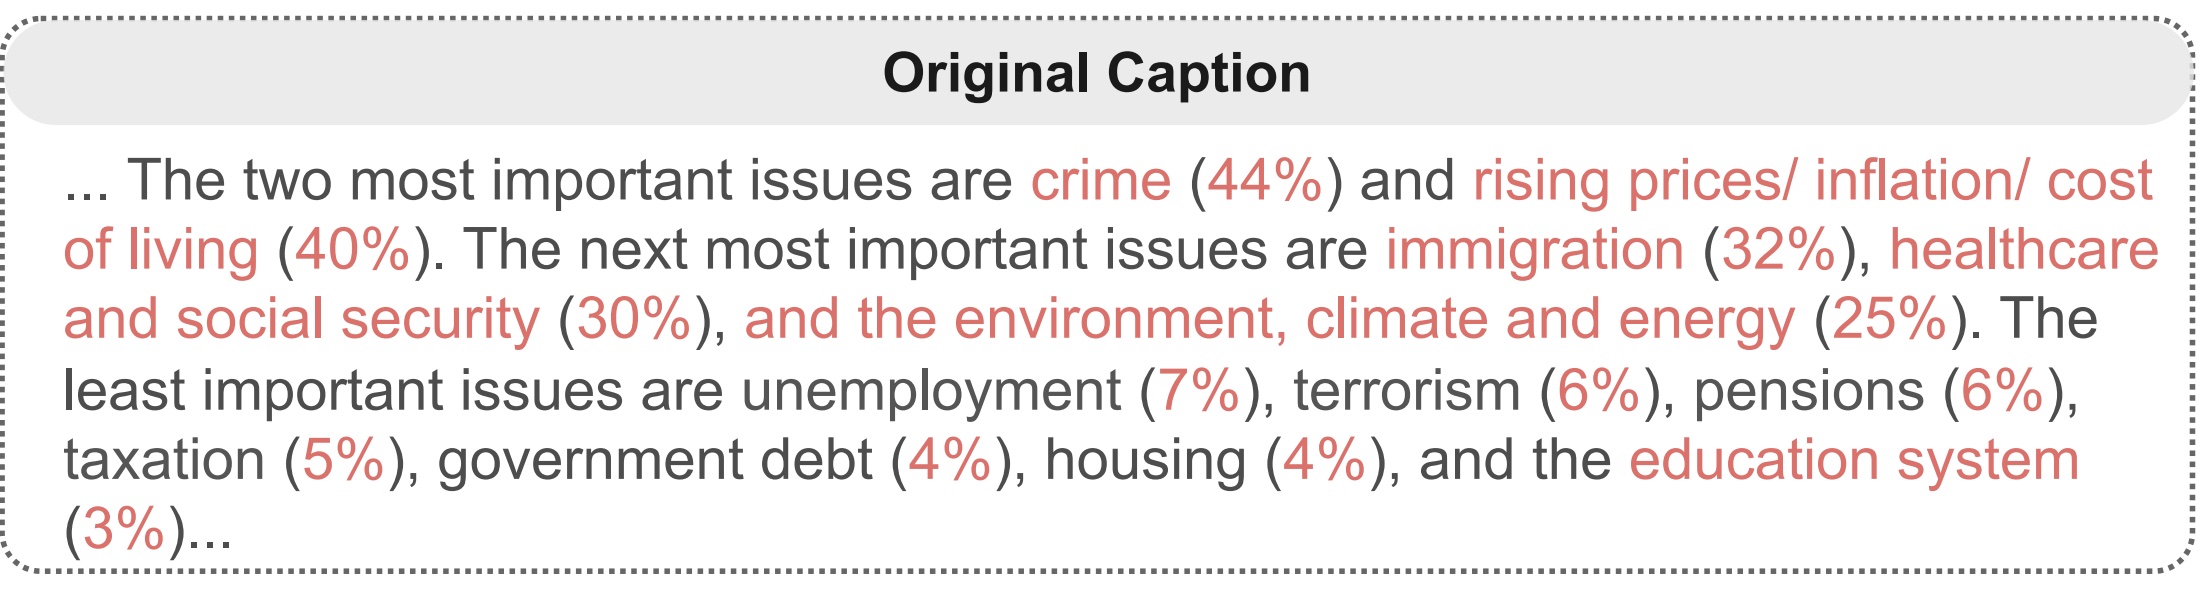 Original Caption
... The two most important issues are crime (44%) and rising prices/ inflation/ cost
of living (40%). The next most important issues are immigration (32%), healthcare
and social security (30%), and the environment, climate and energy (25%). The
least important issues are unemployment (7%), terrorism (6%), pensions (6%),
taxation (5%), government debt (4%), housing (4%), and the education system
(3%)...